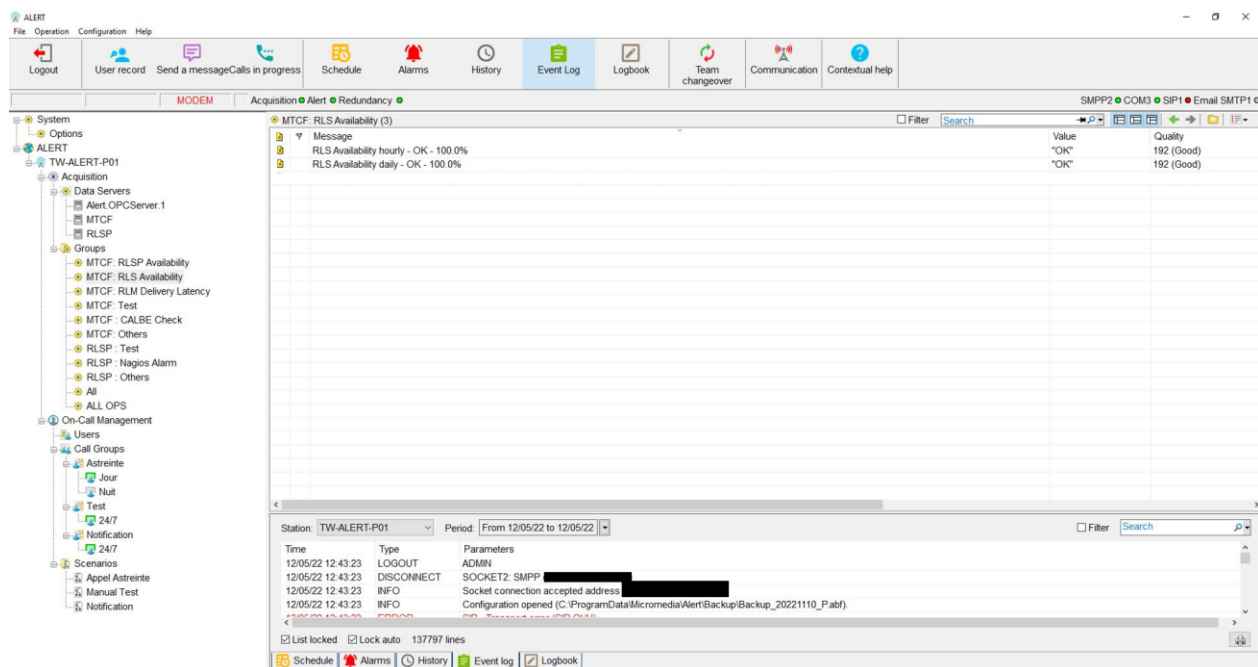 ALERT
File Operation Configuration Help
Logout User record Send a message Calls in progress Schedule Alarms History Event Log Logbook Team changeover Communication Contextual help
MODEM Acquisition Alert Redundancy SMPP2 COM3 SIP1 Email SMTP1
System
Options
ALERT
TW-ALERT-P01
Acquisition
Data Servers
Alert.OPCServer.1
MTCF
RLSP
Groups
MTCF: RLSP Availability
MTCF: RLS Availability
MTCF: RLM Delivery Latency
MTCF: Test
MTCF : CALBE Check
MTCF: Others
RLSP : Test
RLSP : Nagios Alarm
RLSP : Others
All
ALL OPS
On-Call Management
Users
Call Groups
Astreinte
Jour
Nuit
Test
24/7
Notification
24/7
Scenarios
Appel Astreinte
Manual Test
Notification
MTCF: RLS Availability (3) Filter Search
Message Value Quality
RLS Availability hourly - OK - 100.0% "OK" 192 (Good)
RLS Availability daily - OK - 100.0% "OK" 192 (Good)
Station: TW-ALERT-P01 Period: From 12/05/22 to 12/05/22 Filter Search
Time Type Parameters
12/05/22 12:43:23 LOGOUT ADMIN
12/05/22 12:43:23 DISCONNECT SOCKET2: SMPP
12/05/22 12:43:23 INFO Socket connection accepted address
12/05/22 12:43:23 INFO Configuration opened (C:\ProgramData\Micromedia\Alert\Backup\Backup_20221110_P.abf).
List locked Lock auto 137797 lines
Schedule Alarms History Event log Logbook